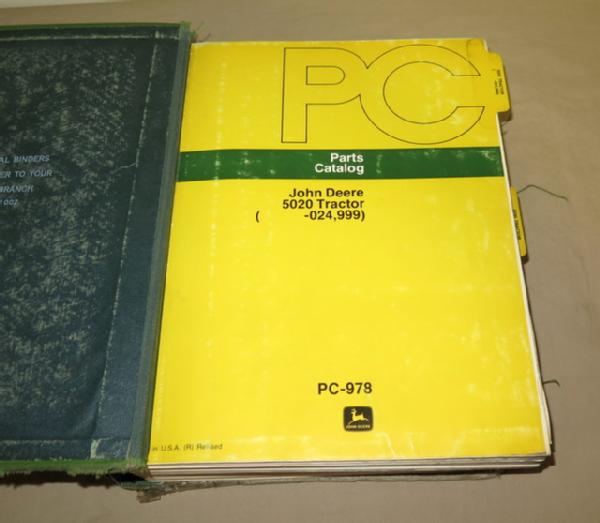 AL BINDERS
ER TO YOUR
BRANCH
PC
Parts
Catalog
John Deere
5020 Tractor
( -024,999)
PC-978
JOHN DEERE
in U.S.A. (R) Revised